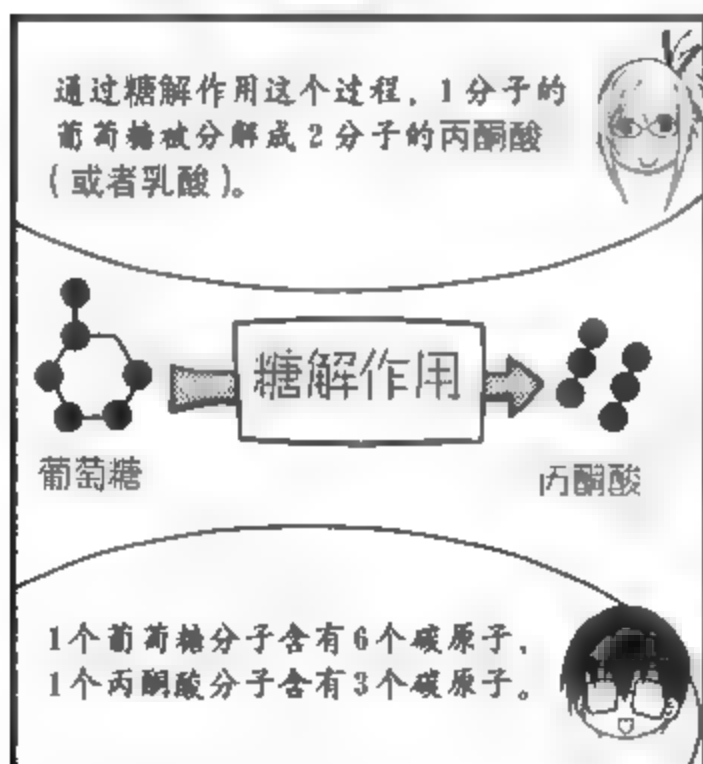 通过糖解作用这个过程，1分子的
葡萄糖被分解成2分子的丙酮酸
(或者乳酸)。
糖解作用
葡萄糖
丙酮酸
1个葡萄糖分子含有6个碳原子，
1个丙酮酸分子含有3个碳原子。